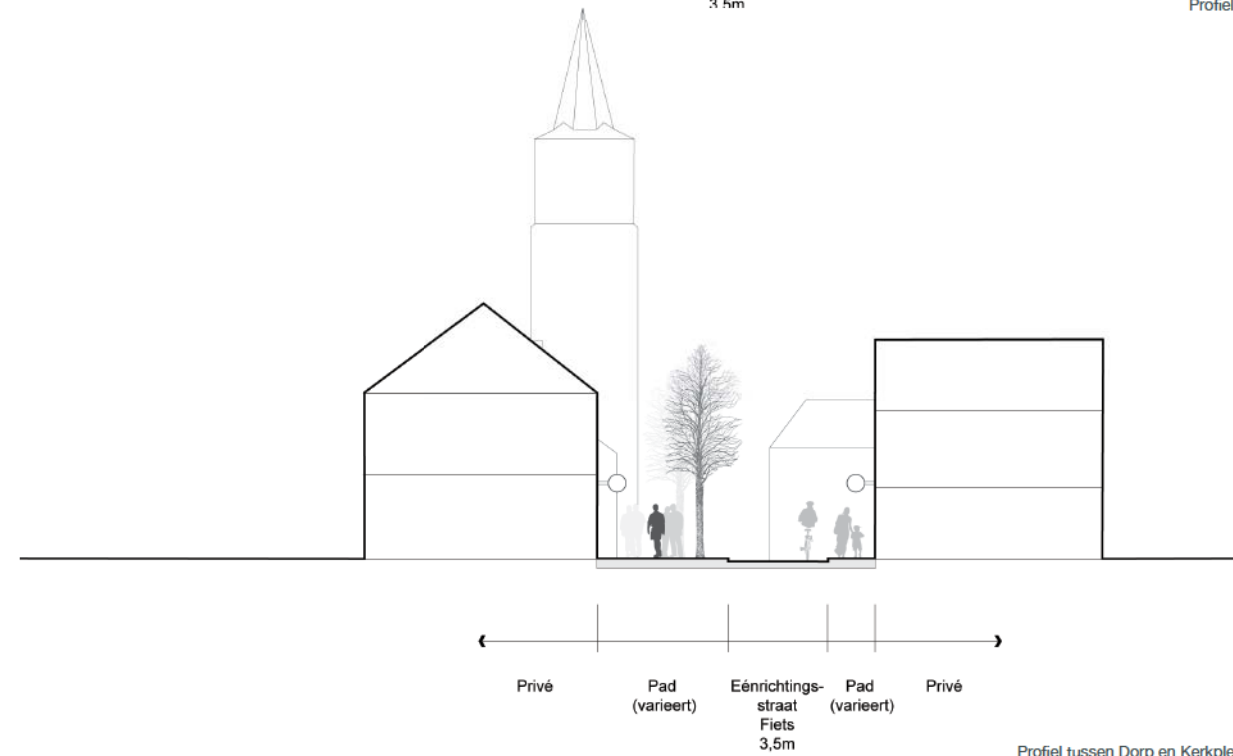 3,5m
Profiel
Privé
Pad
(varieert)
Eénrichtings-
straat
Fiets
3,5m
Pad
(varieert)
Privé
Profiel tussen Dorp en Kerkple